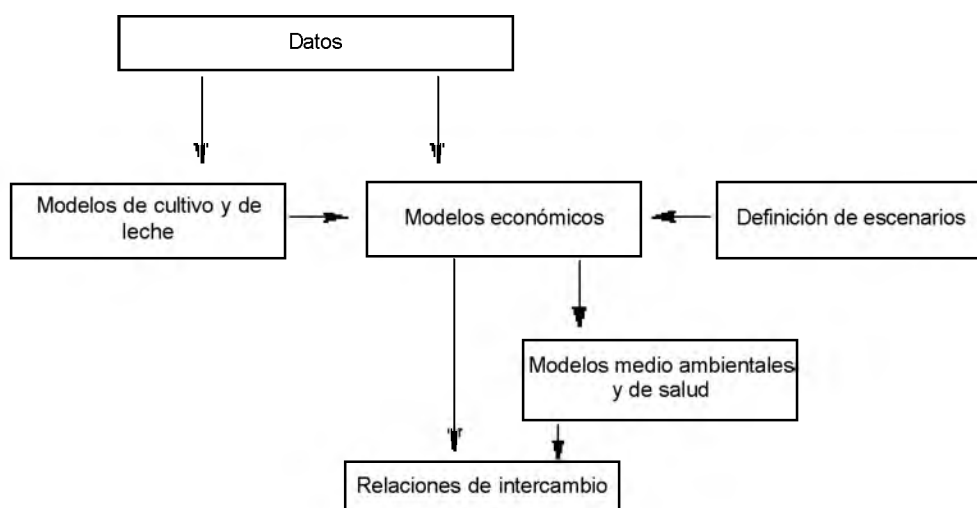 Datos
Modelos de cultivo y de
leche
Modelos económicos
Definición de escenarios
Modelos medio ambientales
y de salud
Relaciones de intercambio